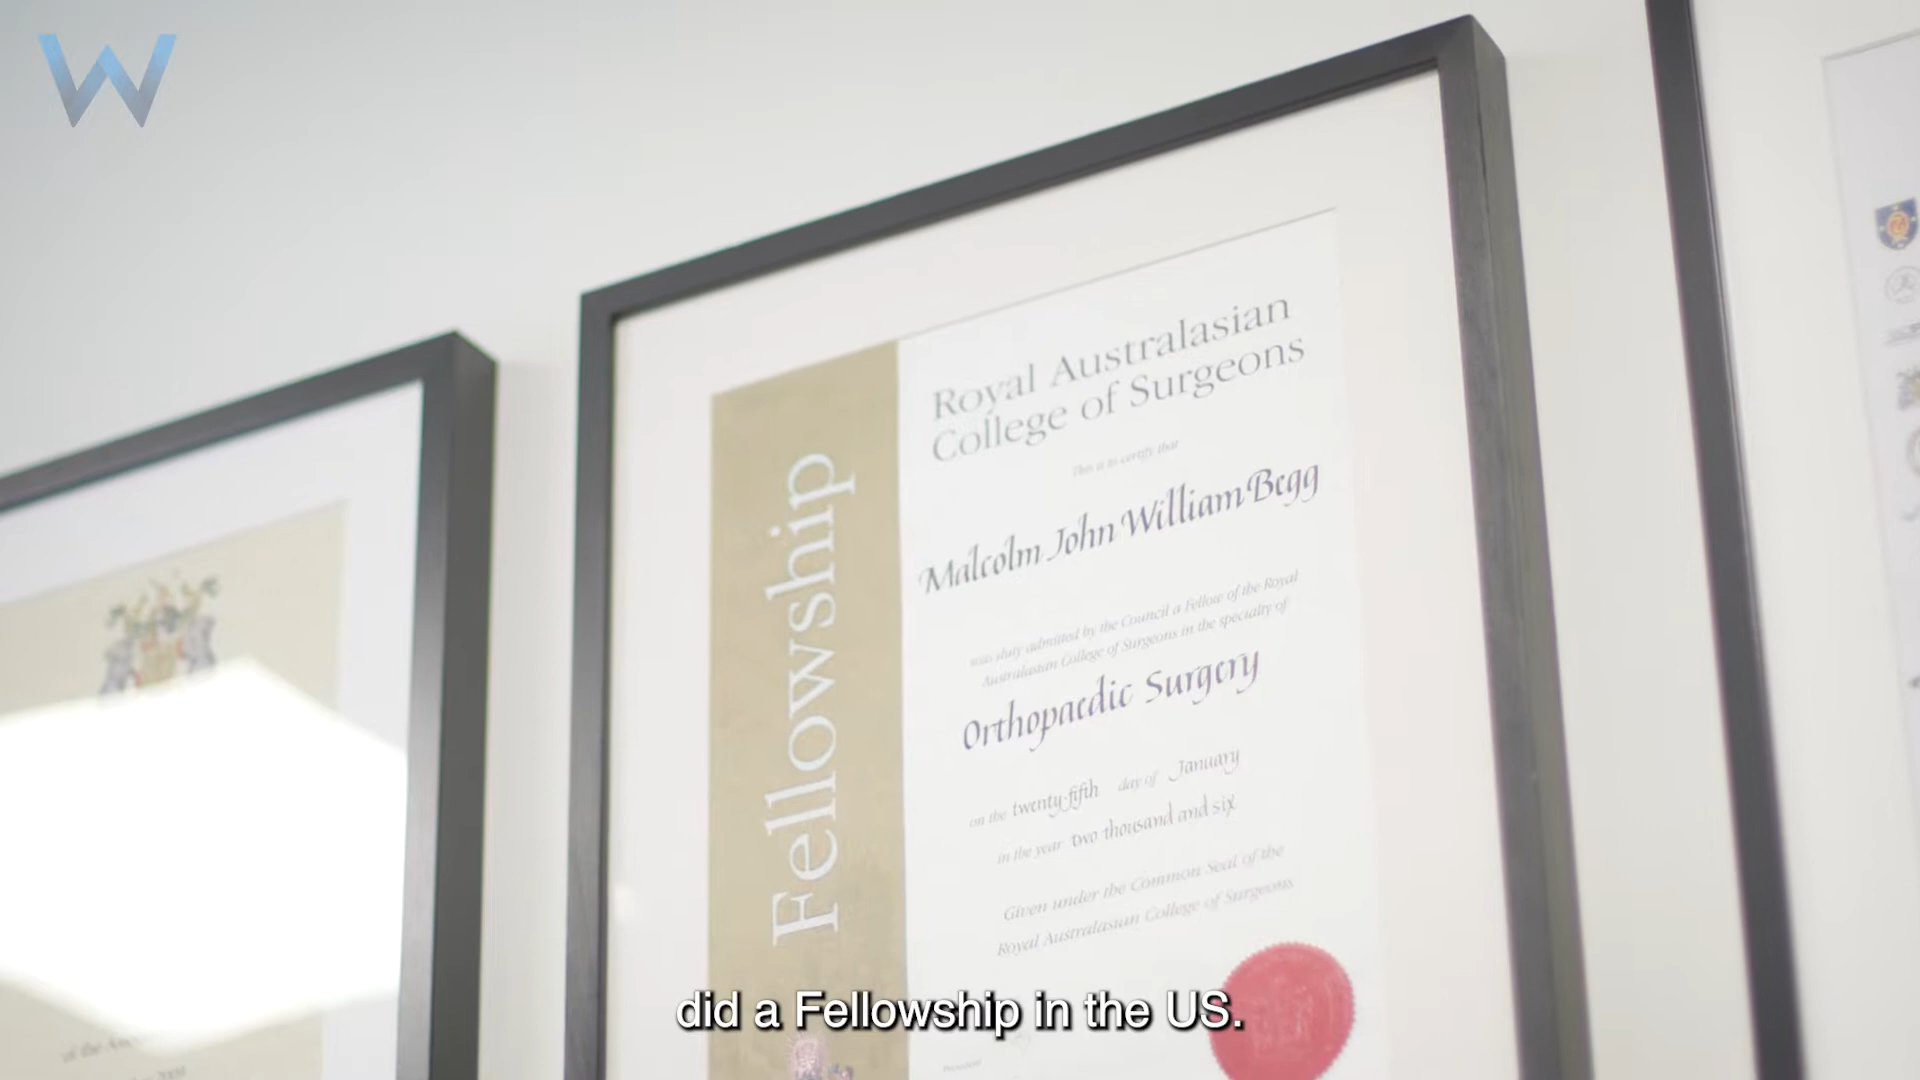 W
Fellowship
Royal Australasian
College of Surgeons
This is to certify that
Malcolm John William Begg
was duly admitted by the Council a Fellow of the Royal
Australasian College of Surgeons in the specialty of
Orthopaedic Surgery
on the twenty-fifth day of January
in the year two thousand and six
Given under the Common Seal of the
Royal Australasian College of Surgeons
President
did a Fellowship in the US.